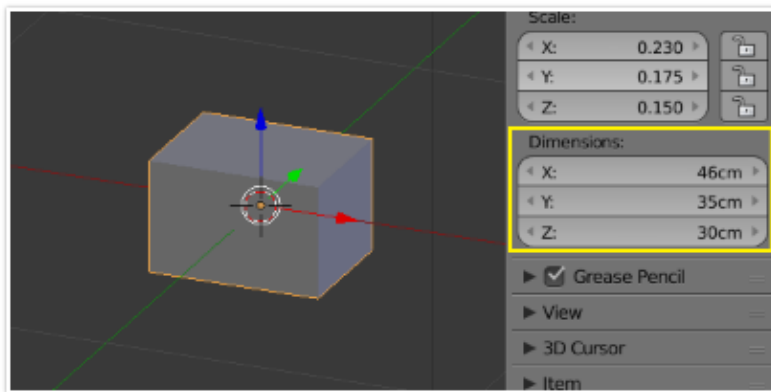 Scale:
X: 0.230
Y: 0.175
Z: 0.150
Dimensions:
X: 46cm
Y: 35cm
Z: 30cm
Grease Pencil
View
3D Cursor
Item